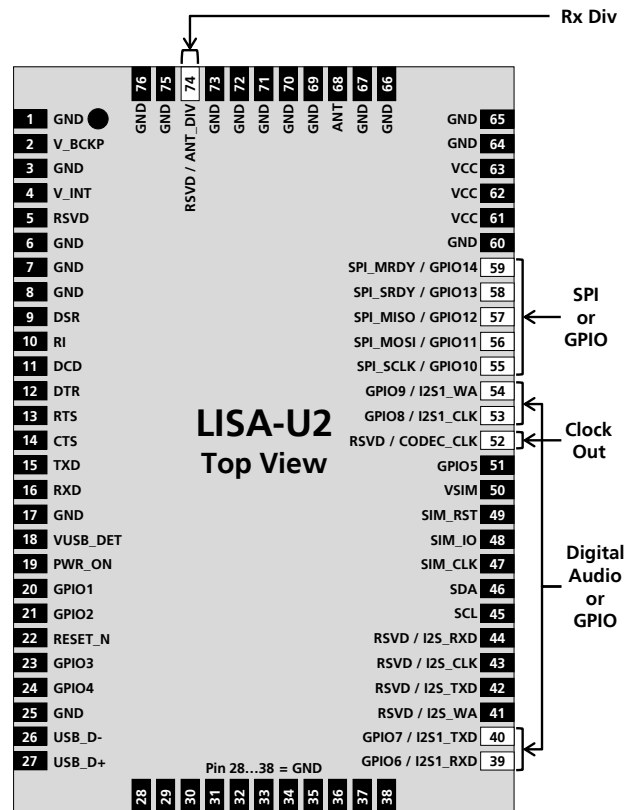 Rx Div
76 75 74 73 72 71 70 69 68 67 66
GND GND RSVD / ANT_DIV GND GND GND GND GND ANT GND GND
1 GND
2 V_BCKP
3 GND
4 V_INT
5 RSVD
6 GND
7 GND
8 GND
9 DSR
10 RI
11 DCD
12 DTR
13 RTS
14 CTS
15 TXD
16 RXD
17 GND
18 VUSB_DET
19 PWR_ON
20 GPIO1
21 GPIO2
22 RESET_N
23 GPIO3
24 GPIO4
25 GND
26 USB_D-
27 USB_D+
LISA-U2
Top View
GND 65
GND 64
VCC 63
VCC 62
VCC 61
GND 60
SPI_MRDY / GPIO14 59
SPI_SRDY / GPIO13 58
SPI_MISO / GPIO12 57
SPI_MOSI / GPIO11 56
SPI_SCLK / GPIO10 55
GPIO9 / I2S1_WA 54
GPIO8 / I2S1_CLK 53
RSVD / CODEC_CLK 52
GPIO5 51
VSIM 50
SIM_RST 49
SIM_IO 48
SIM_CLK 47
SDA 46
SCL 45
RSVD / I2S_RXD 44
RSVD / I2S_CLK 43
RSVD / I2S_TXD 42
RSVD / I2S_WA 41
GPIO7 / I2S1_TXD 40
GPIO6 / I2S1_RXD 39
SPI
or
GPIO
Clock
Out
Digital
Audio
or
GPIO
Pin 28...38 = GND
28 29 30 31 32 33 34 35 36 37 38